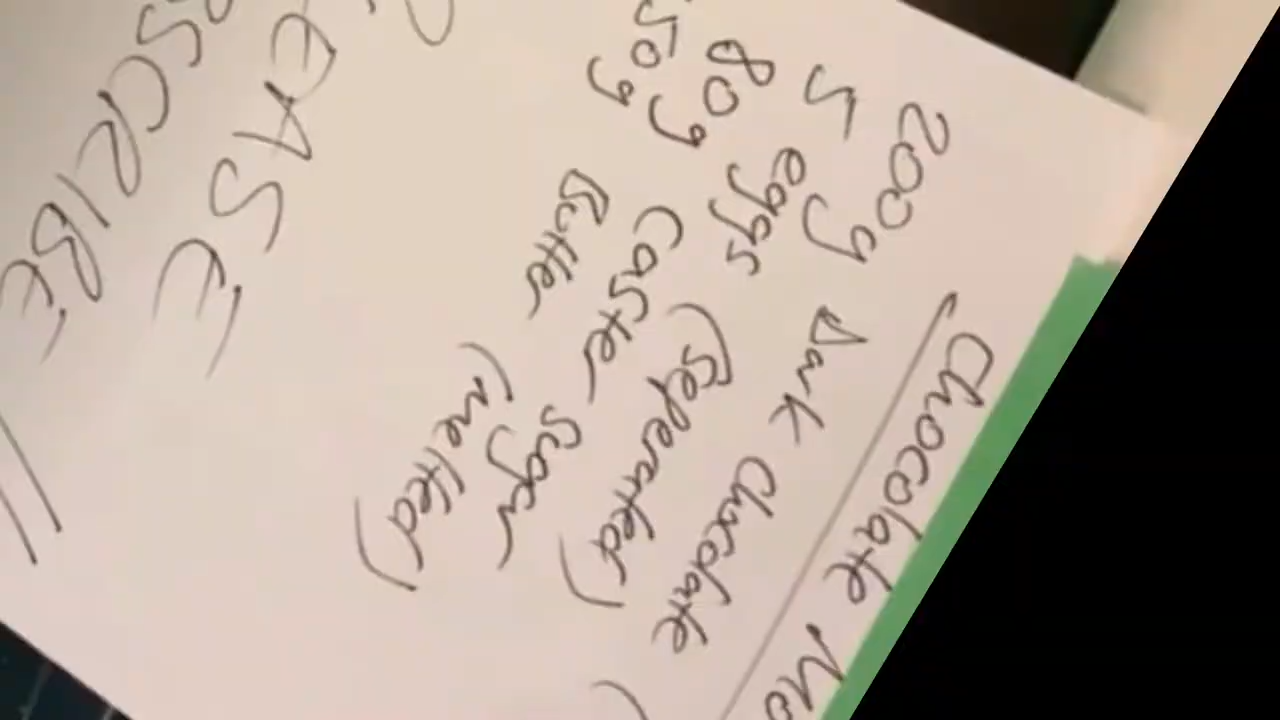 Chocolate Mo
200g Dark Chocolate (
5 eggs (Seperated)
80g Caster Sugar
50g Butter (melted)
EASE
SCRIBE